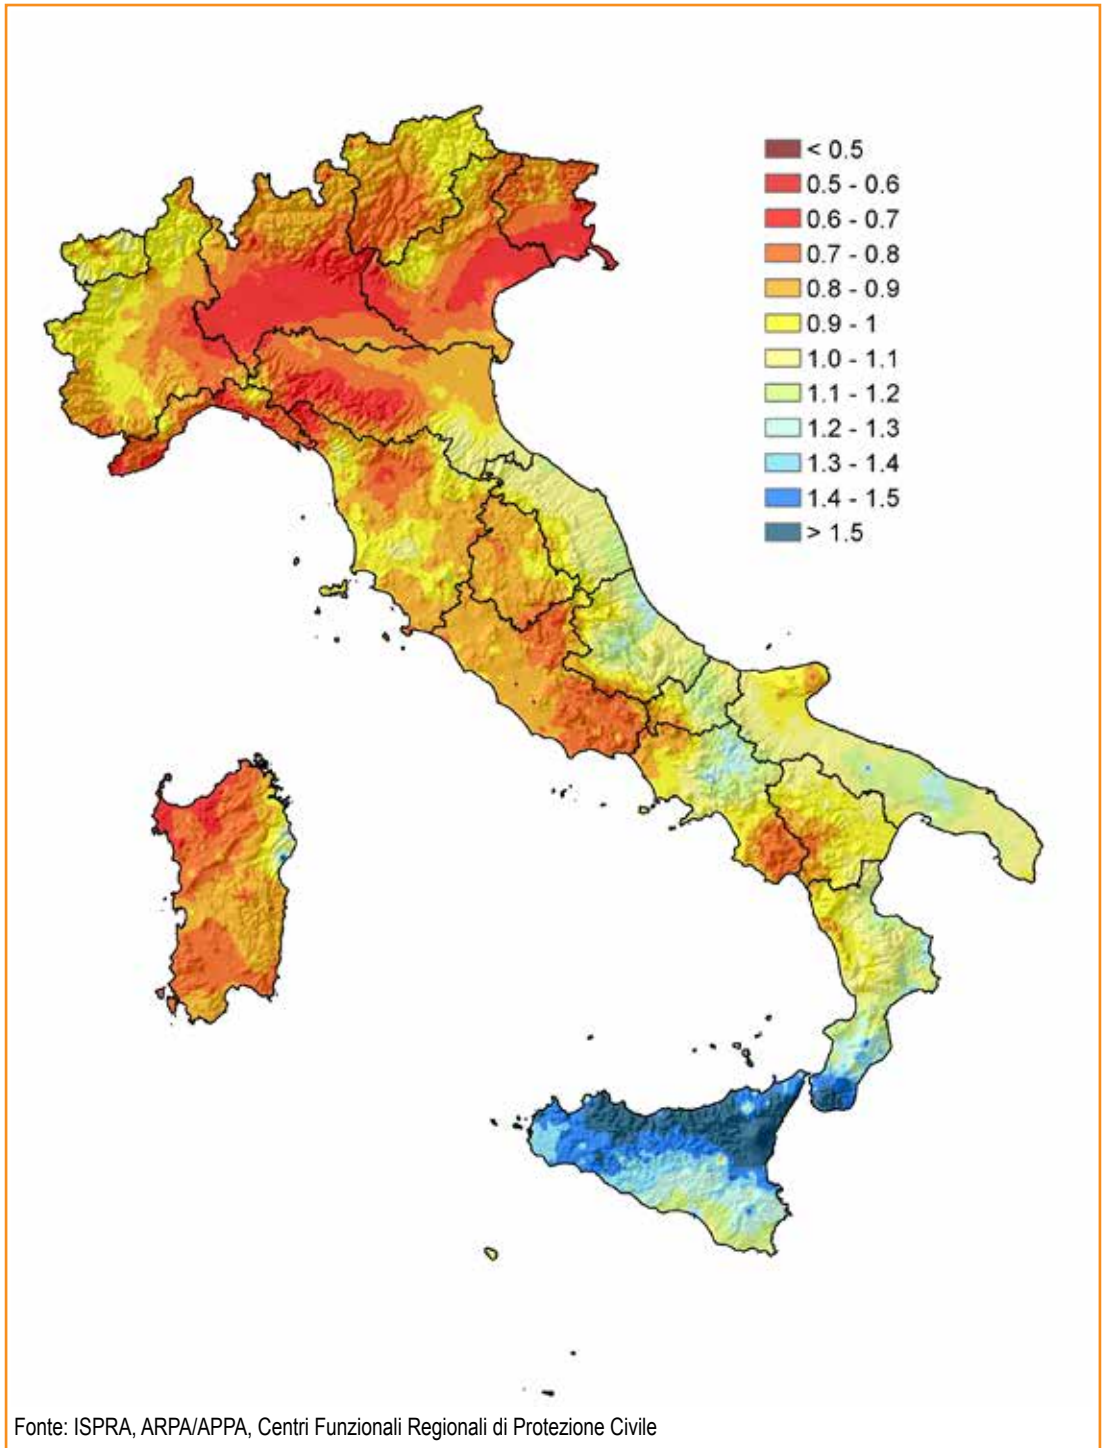 < 0.5
0.5 - 0.6
0.6 - 0.7
0.7 - 0.8
0.8 - 0.9
0.9 - 1
1.0 - 1.1
1.1 - 1.2
1.2 - 1.3
1.3 - 1.4
1.4 - 1.5
> 1.5
Fonte: ISPRA, ARPA/APPA, Centri Funzionali Regionali di Protezione Civile